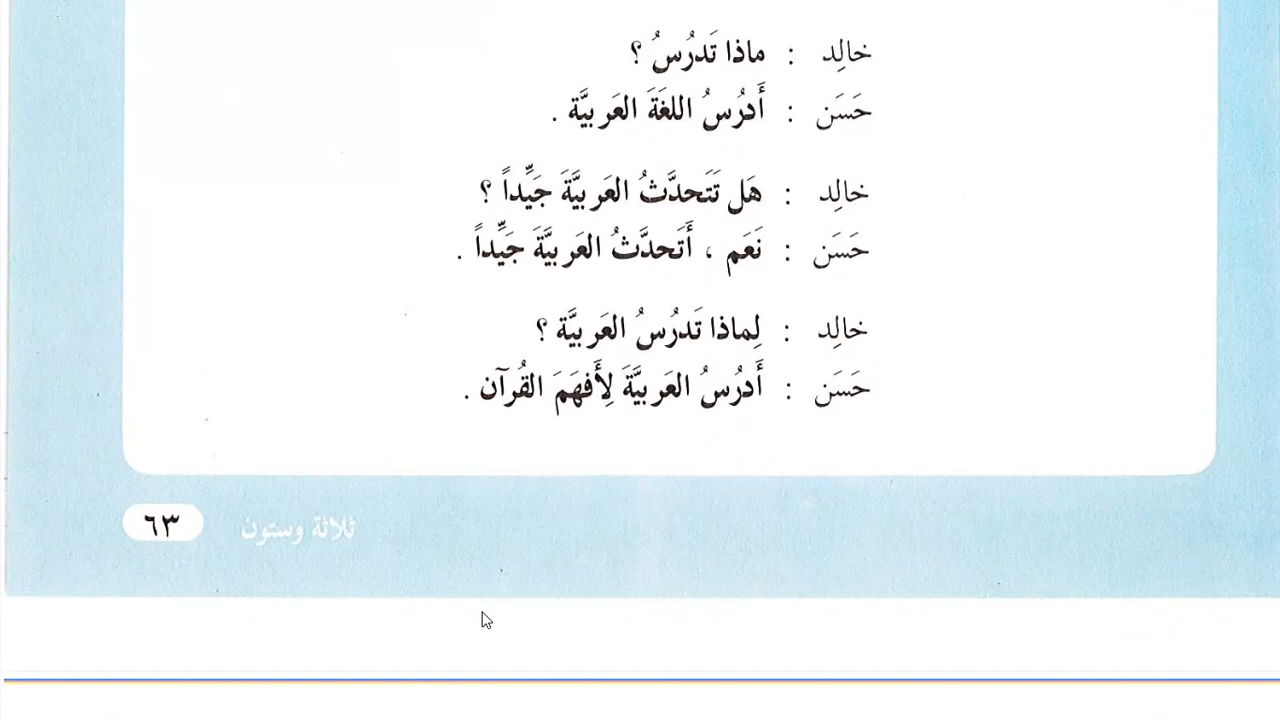 خالِد : ماذا تَدرُسُ ؟
حَسَن : أَدرُسُ اللغَةَ العَربيَّة .
خالِد : هَل تَتَحدَّثُ العَربيَّةَ جَيِّداً ؟
حَسَن : نَعَم ، أَتَحدَّثُ العَربيَّةَ جَيِّداً .
خالِد : لِماذا تَدرُسُ العَربيَّة ؟
حَسَن : أَدرُسُ العَربيَّةَ لِأَفهَمَ القُرآن .
ثلاثة وستون ٦٣